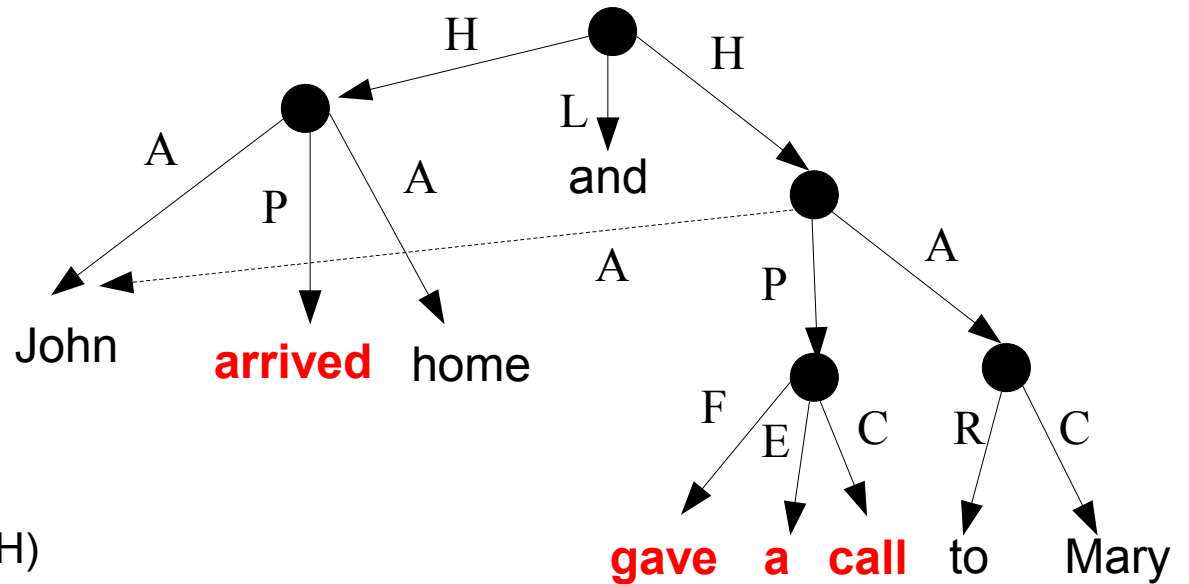 H H
L
A P A and
A P A
John arrived home
F E C R C
H)
gave a call to Mary